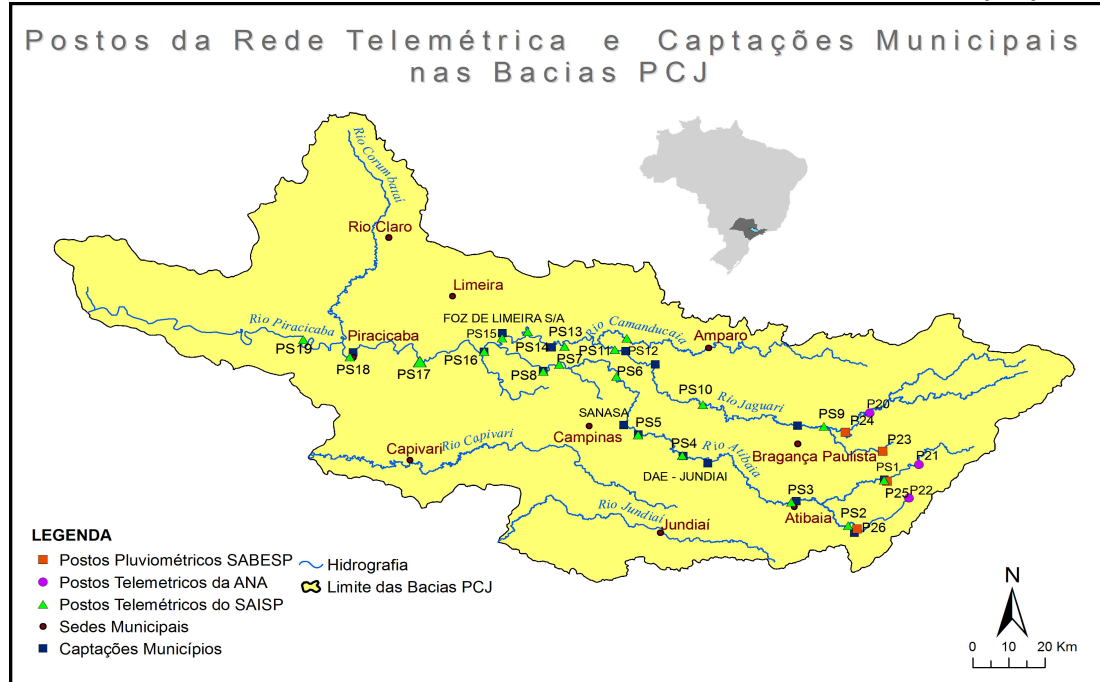 Postos da Rede Telemétrica e Captações Municipais
nas Bacias PCJ
Rio Corumbataí
Rio Claro
Limeira
FOZ DE LIMEIRA S/A
Rio Piracicaba
Piracicaba
PS15
PS13
Rio Camanducaia
Amparo
PS19
PS18
PS17
PS16
PS14
PS11
PS12
PS7
PS8
PS6
PS10
Rio Jaguari
PS9
P20
P24
SANASA
PS5
Campinas
Capivari
Rio Capivari
PS4
Rio Atibaia
Bragança Paulista
P23
P21
PS1
DAE - JUNDIAI
PS3
P25
P22
Atibaia
PS2
P26
Rio Jundiaí
Jundiaí
LEGENDA
Postos Pluviométricos SABESP
Postos Telemetricos da ANA
Postos Telemétricos do SAISP
Sedes Municipais
Captações Municípios
Hidrografia
Limite das Bacias PCJ
N
0 10 20 Km